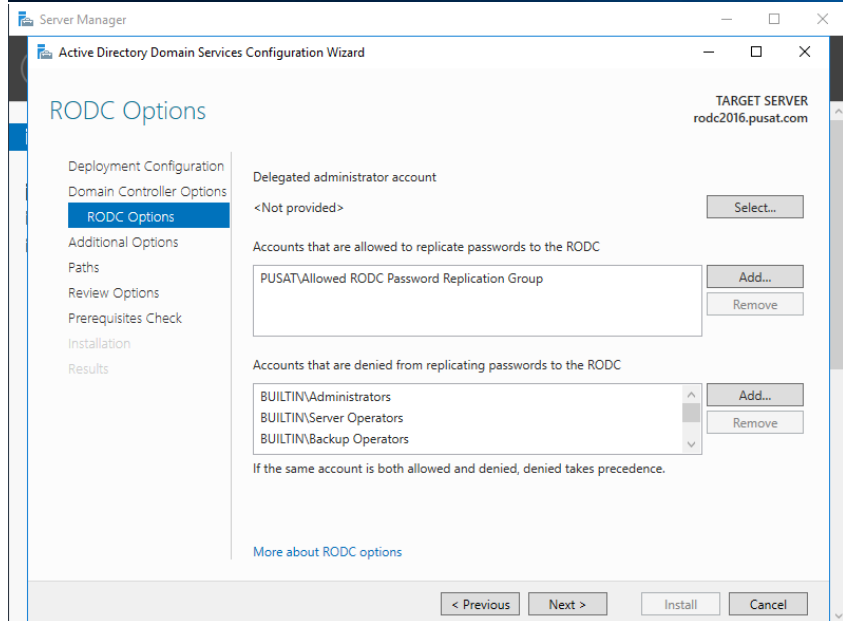 Server Manager
Active Directory Domain Services Configuration Wizard
RODC Options
TARGET SERVER
rodc2016.pusat.com
Deployment Configuration
Domain Controller Options
RODC Options
Additional Options
Paths
Review Options
Prerequisites Check
Installation
Results
Delegated administrator account
<Not provided>
Select...
Accounts that are allowed to replicate passwords to the RODC
PUSAT\Allowed RODC Password Replication Group
Add...
Remove
Accounts that are denied from replicating passwords to the RODC
BUILTIN\Administrators
BUILTIN\Server Operators
BUILTIN\Backup Operators
Add...
Remove
If the same account is both allowed and denied, denied takes precedence.
More about RODC options
< Previous
Next >
Install
Cancel